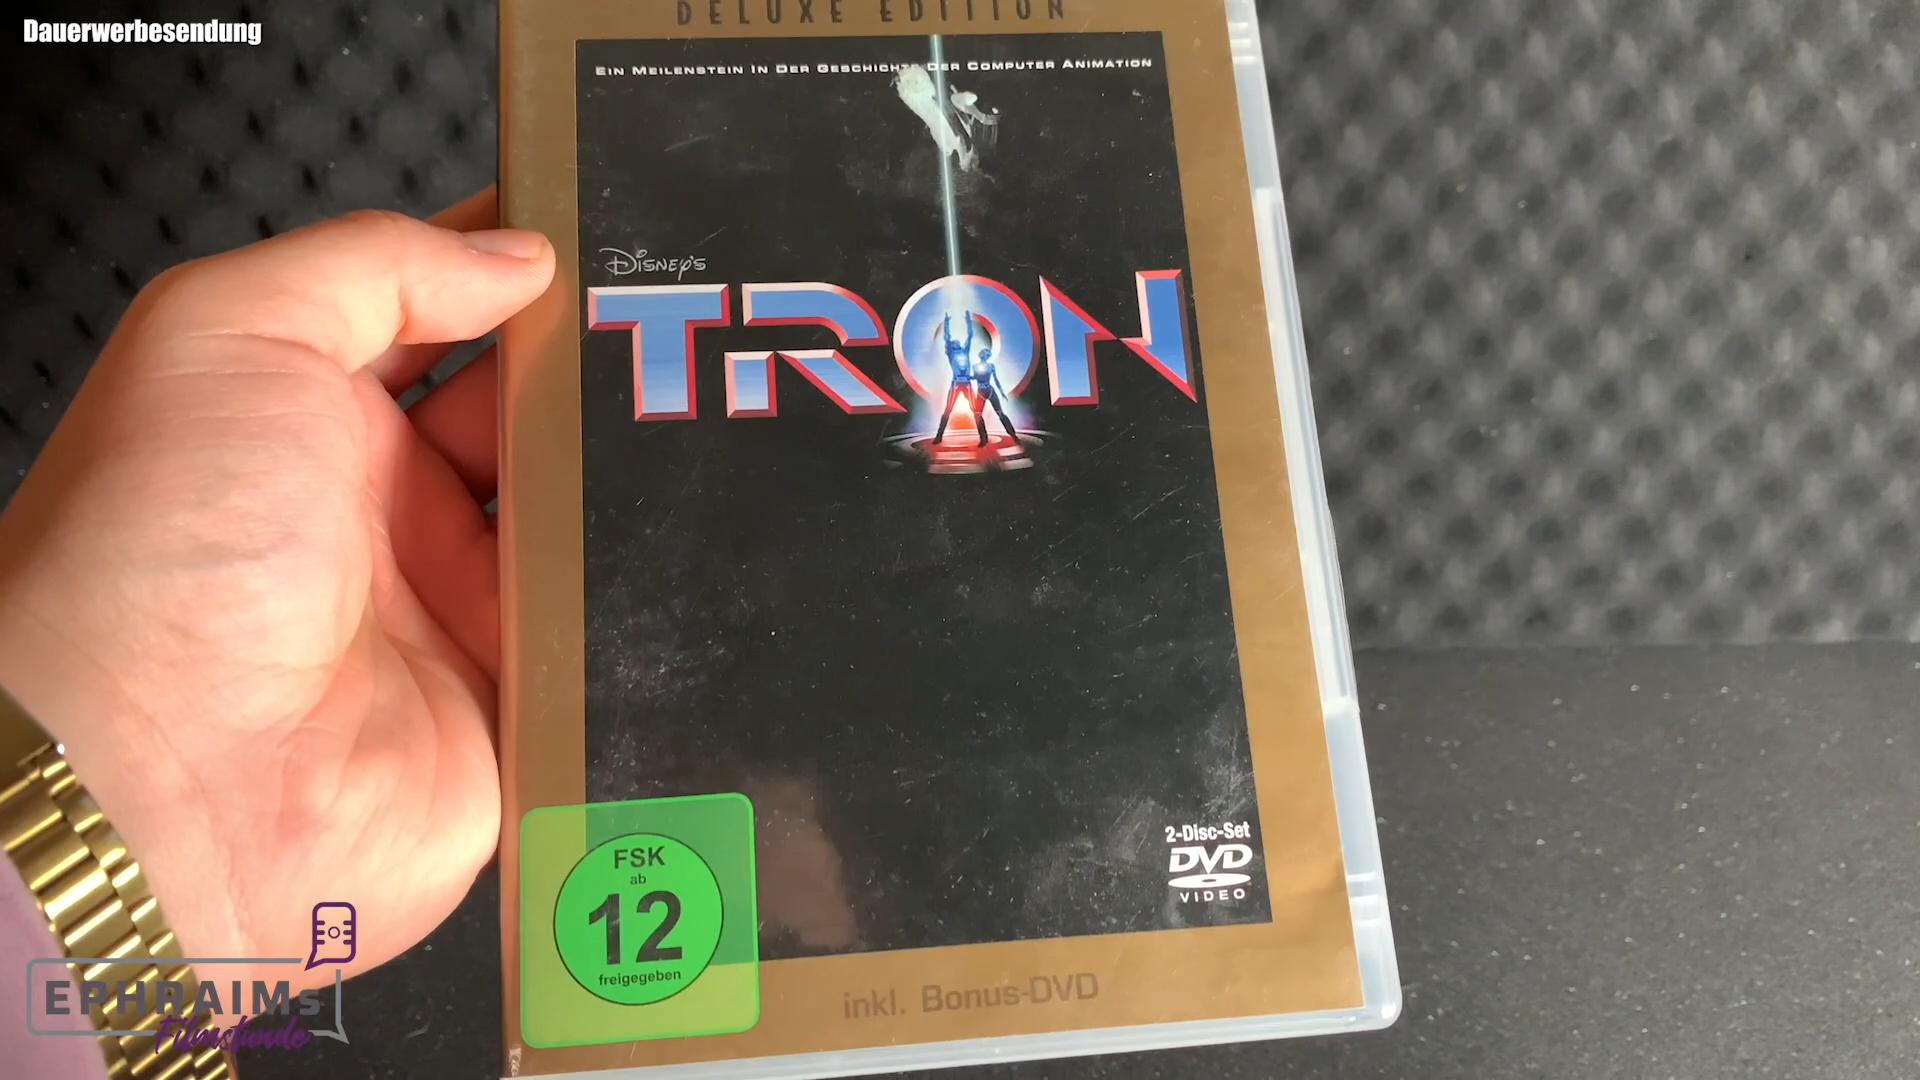 Dauerwerbesendung
DELUXE EDITION
EIN MEILENSTEIN IN DER GESCHICHTE DER COMPUTER ANIMATION
DISNEY'S
TRON
2-Disc-Set
DVD
VIDEO
FSK
ab
12
freigegeben
inkl. Bonus-DVD
EPHRAIMs
Filmstunde